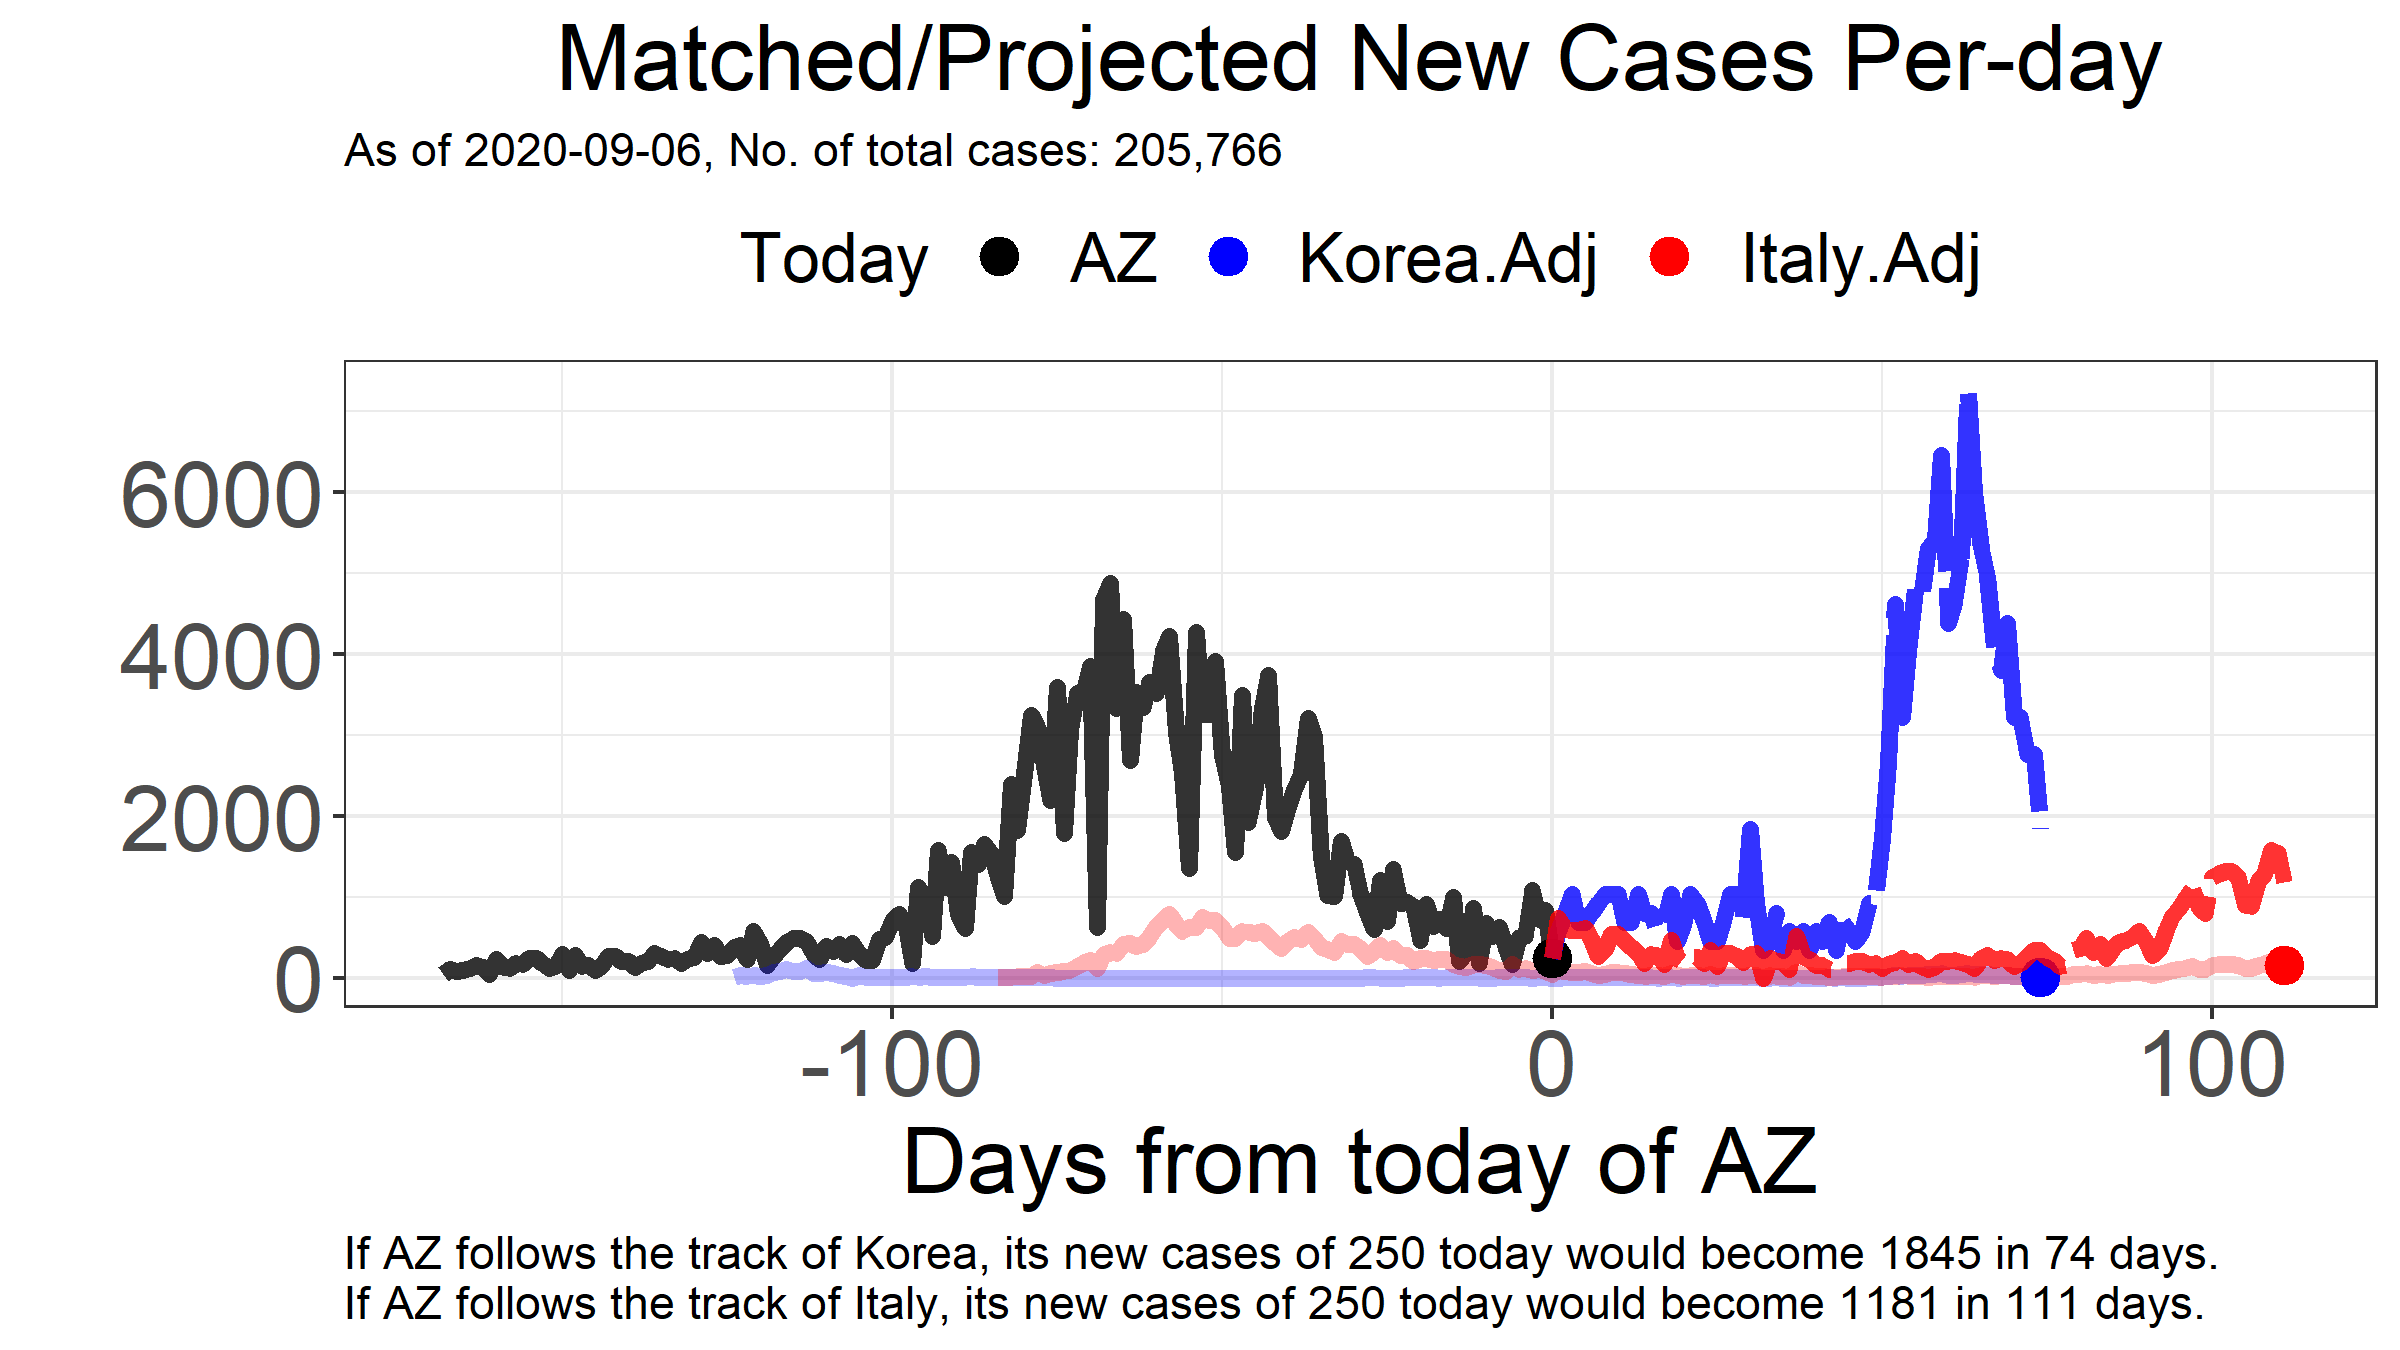 Matched/Projected New Cases Per-day
As of 2020-09-06, No. of total cases: 205,766
Today AZ Korea.Adj Italy.Adj
6000
4000
2000
0
-100 0 100
Days from today of AZ
If AZ follows the track of Korea, its new cases of 250 today would become 1845 in 74 days.
If AZ follows the track of Italy, its new cases of 250 today would become 1181 in 111 days.